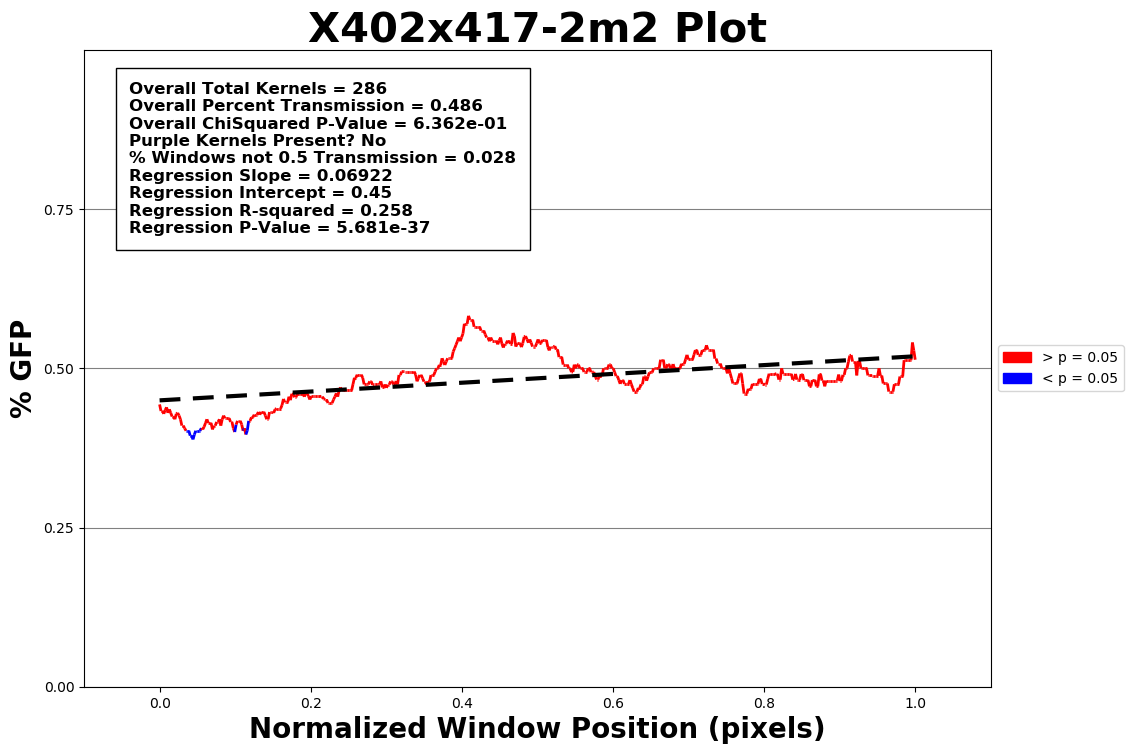 X402x417-2m2 Plot
Overall Total Kernels = 286
Overall Percent Transmission = 0.486
Overall ChiSquared P-Value = 6.362e-01
Purple Kernels Present? No
% Windows not 0.5 Transmission = 0.028
Regression Slope = 0.06922
Regression Intercept = 0.45
Regression R-squared = 0.258
Regression P-Value = 5.681e-37
% GFP
0.75
0.50
0.25
0.00
> p = 0.05
< p = 0.05
0.0 0.2 0.4 0.6 0.8 1.0
Normalized Window Position (pixels)